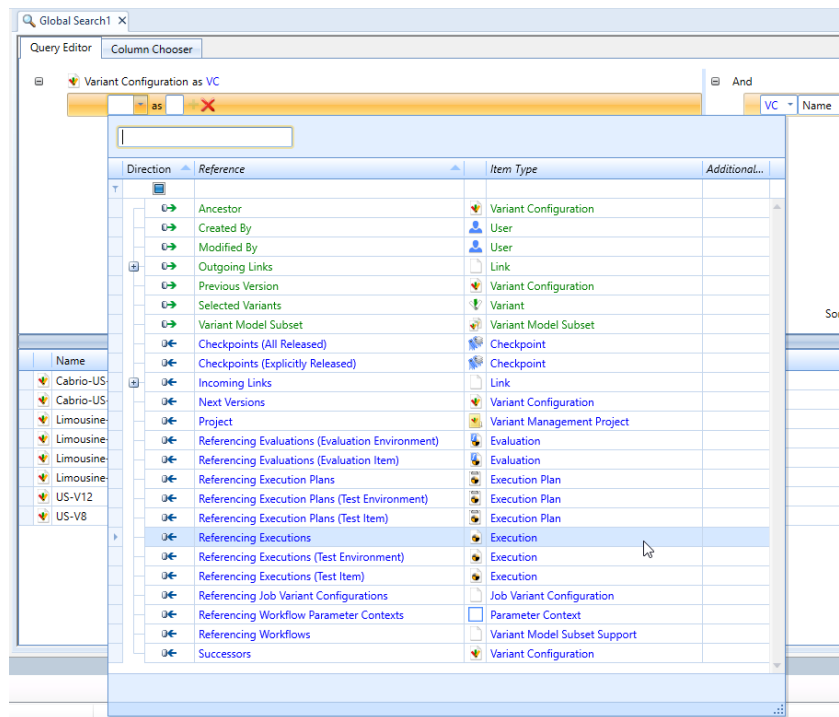 Global Search1
Query Editor Column Chooser
Variant Configuration as VC And
as VC Name
Direction Reference Item Type Additional...
Ancestor Variant Configuration
Created By User
Modified By User
Outgoing Links Link
Previous Version Variant Configuration
Selected Variants Variant
Variant Model Subset Variant Model Subset
Checkpoints (All Released) Checkpoint
Checkpoints (Explicitly Released) Checkpoint
Incoming Links Link
Next Versions Variant Configuration
Project Variant Management Project
Referencing Evaluations (Evaluation Environment) Evaluation
Referencing Evaluations (Evaluation Item) Evaluation
Referencing Execution Plans Execution Plan
Referencing Execution Plans (Test Environment) Execution Plan
Referencing Execution Plans (Test Item) Execution Plan
Referencing Executions Execution
Referencing Executions (Test Environment) Execution
Referencing Executions (Test Item) Execution
Referencing Job Variant Configurations Job Variant Configuration
Referencing Workflow Parameter Contexts Parameter Context
Referencing Workflows Variant Model Subset Support
Successors Variant Configuration
Name
Cabrio-US-
Cabrio-US-
Limousine-
Limousine-
Limousine-
Limousine-
US-V12
US-V8